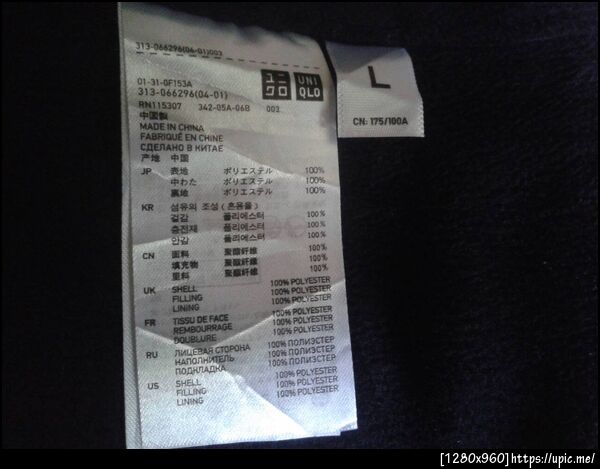 313-066296(04-01)003
ユニ
クロ
UNI
QLO
L
CN: 175/100A
01-31-0F153A
313-066296(04-01)
RN115307 342-05A-06B 003
中国製
MADE IN CHINA
FABRIQUÉ EN CHINE
СДЕЛАНО В КИТАЕ
产地 中国
JP 表地 ポリエステル 100%
中わた ポリエステル 100%
裏地 ポリエステル 100%
KR 섬유의 조성 (혼용율)
겉감 폴리에스터 100%
충전재 폴리에스터 100%
안감 폴리에스터 100%
CN 面料 聚酯纤维 100%
填充物 聚酯纤维 100%
里料 聚酯纤维 100%
UK SHELL 100% POLYESTER
FILLING 100% POLYESTER
LINING 100% POLYESTER
FR TISSU DE FACE 100% POLYESTER
REMBOURRAGE 100% POLYESTER
DOUBLURE 100% POLYESTER
RU ЛИЦЕВАЯ СТОРОНА 100% ПОЛИЭСТЕР
НАПОЛНИТЕЛЬ 100% ПОЛИЭСТЕР
ПОДКЛАДКА 100% ПОЛИЭСТЕР
US SHELL 100% POLYESTER
FILLING 100% POLYESTER
LINING 100% POLYESTER
[1280x960]https://upic.me/